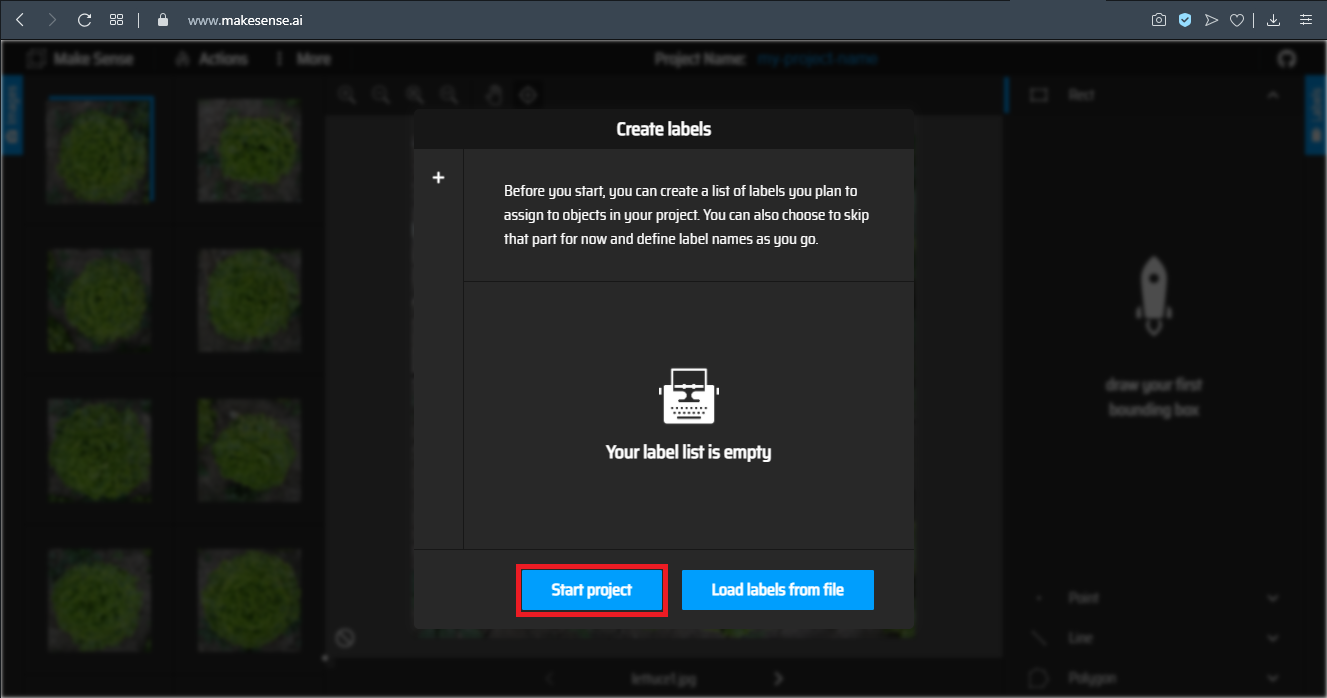 www.makesense.ai
Make Sense
Actions
More
Project Name:
my-project-name
Images
Rect
Labels
Create labels
+
Before you start, you can create a list of labels you plan to
assign to objects in your project. You can also choose to skip
that part for now and define label names as you go.
draw your first
bounding box
Your label list is empty
Start project
Load labels from file
Point
Line
Polygon
lettuce1.jpg